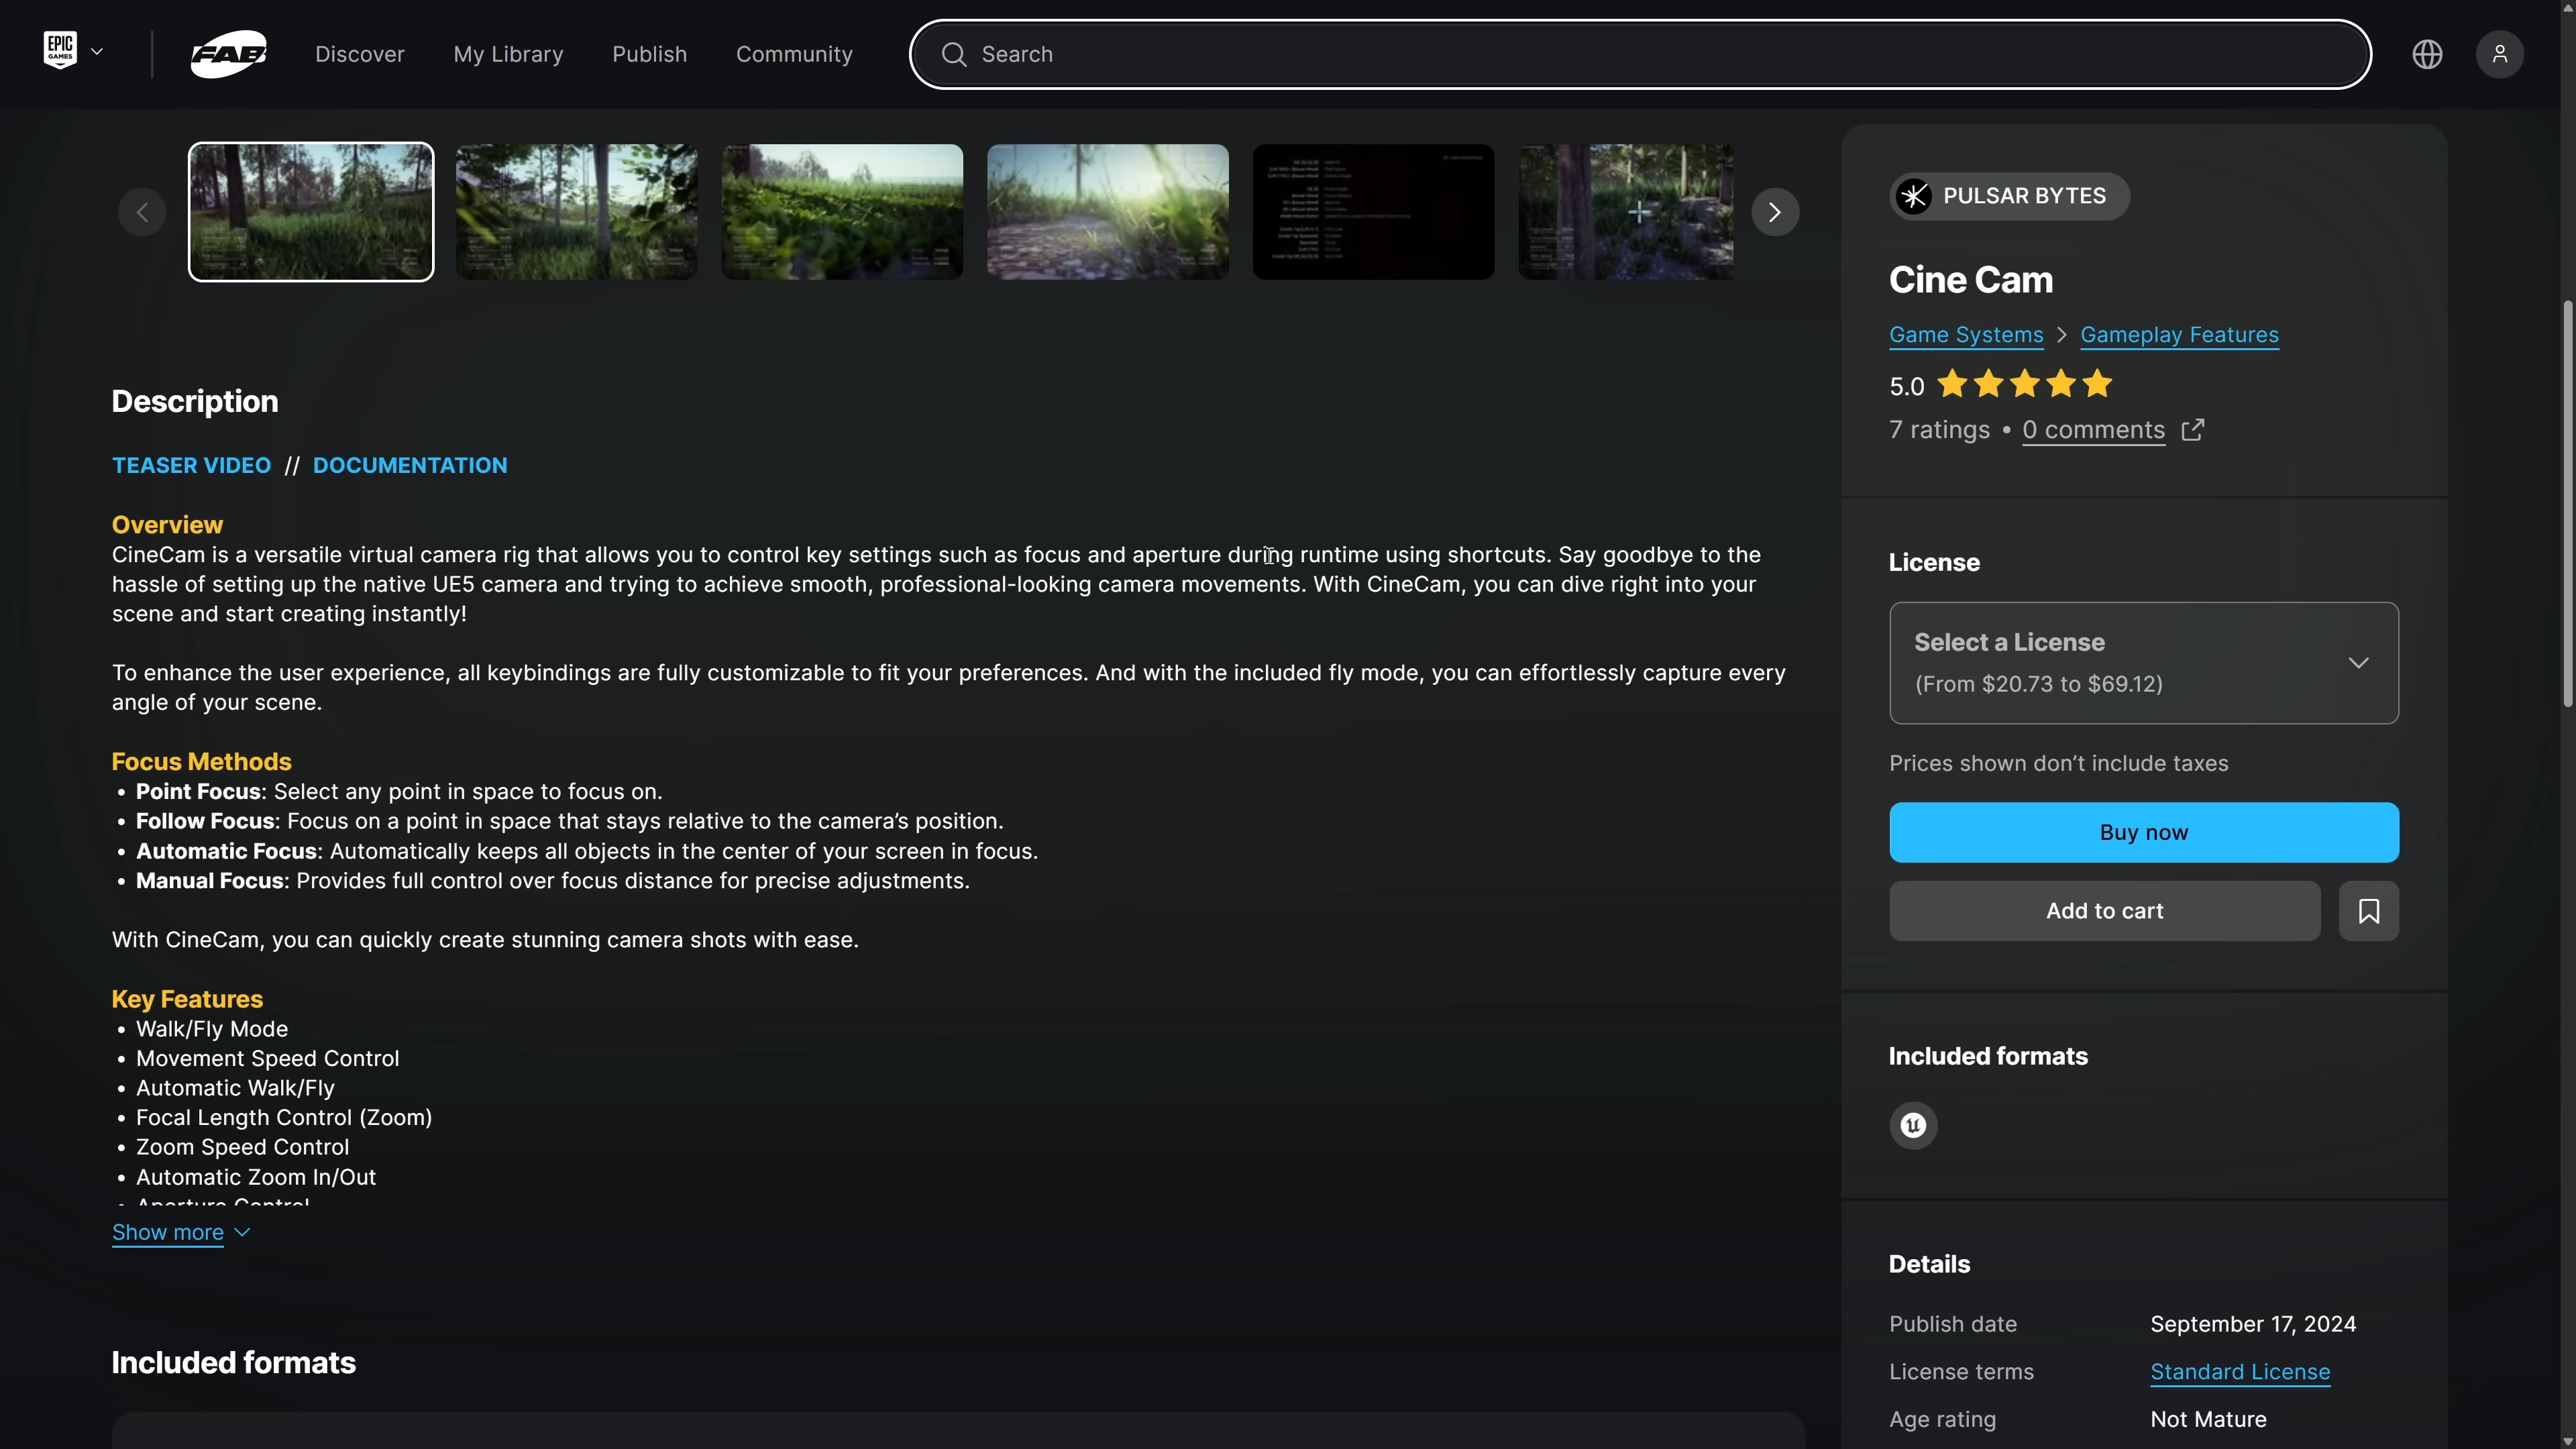 EPIC
GAMES
FAB
Discover
My Library
Publish
Community
Search
Description
TEASER VIDEO // DOCUMENTATION
Overview
CineCam is a versatile virtual camera rig that allows you to control key settings such as focus and aperture during runtime using shortcuts. Say goodbye to the
hassle of setting up the native UE5 camera and trying to achieve smooth, professional-looking camera movements. With CineCam, you can dive right into your
scene and start creating instantly!
To enhance the user experience, all keybindings are fully customizable to fit your preferences. And with the included fly mode, you can effortlessly capture every
angle of your scene.
Focus Methods
• Point Focus: Select any point in space to focus on.
• Follow Focus: Focus on a point in space that stays relative to the camera’s position.
• Automatic Focus: Automatically keeps all objects in the center of your screen in focus.
• Manual Focus: Provides full control over focus distance for precise adjustments.
With CineCam, you can quickly create stunning camera shots with ease.
Key Features
• Walk/Fly Mode
• Movement Speed Control
• Automatic Walk/Fly
• Focal Length Control (Zoom)
• Zoom Speed Control
• Automatic Zoom In/Out
• Aperture Control
Show more
Included formats
PULSAR BYTES
Cine Cam
Game Systems > Gameplay Features
5.0
7 ratings • 0 comments
License
Select a License
(From $20.73 to $69.12)
Prices shown don’t include taxes
Buy now
Add to cart
Included formats
Details
Publish date September 17, 2024
License terms Standard License
Age rating Not Mature